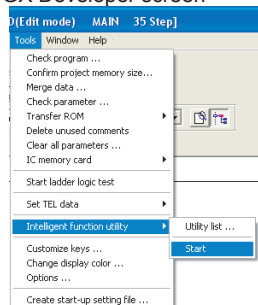 GX Developer screen
D(Edit mode) MAIN 35 Step]
Tools Window Help
Check program ...
Confirm project memory size...
Merge data ...
Check parameter ...
Transfer ROM
Delete unused comments
Clear all parameters ...
IC memory card
Start ladder logic test
Set TEL data
Intelligent function utility
Utility list ...
Start
Customize keys ...
Change display color ...
Options ...
Create start-up setting file ...